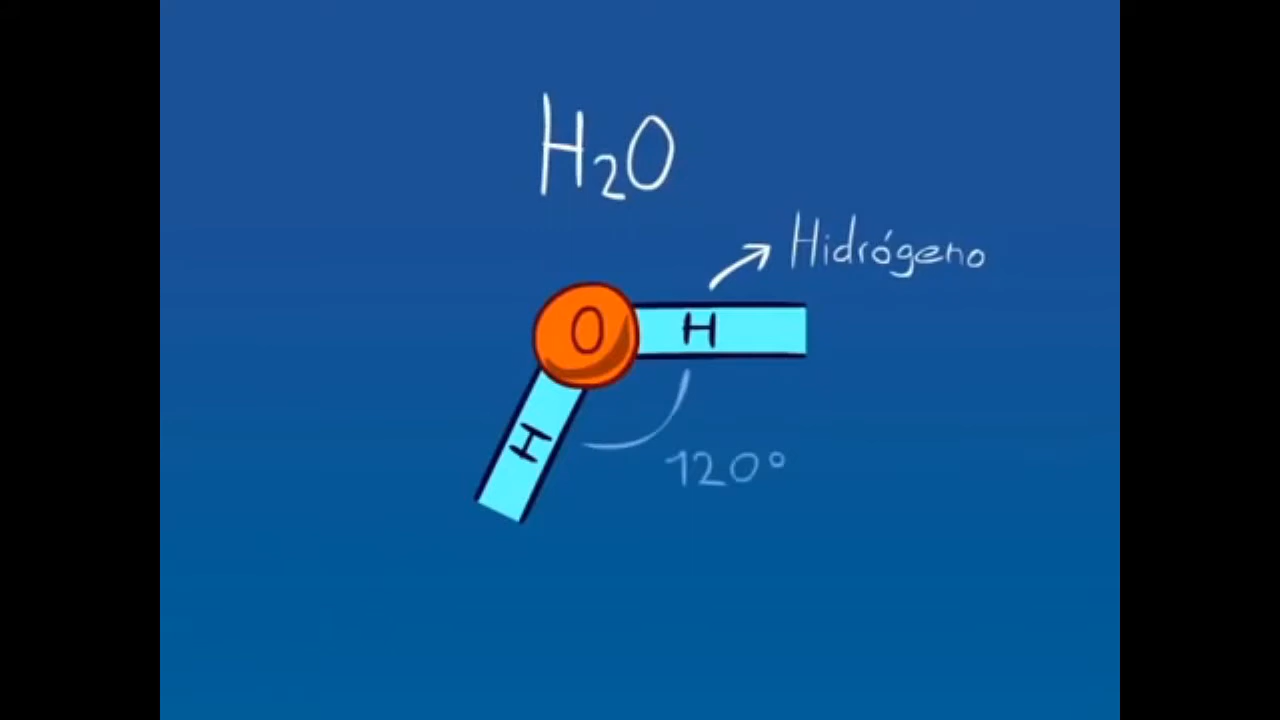 H₂O
Hidrógeno
O
H
H
120°